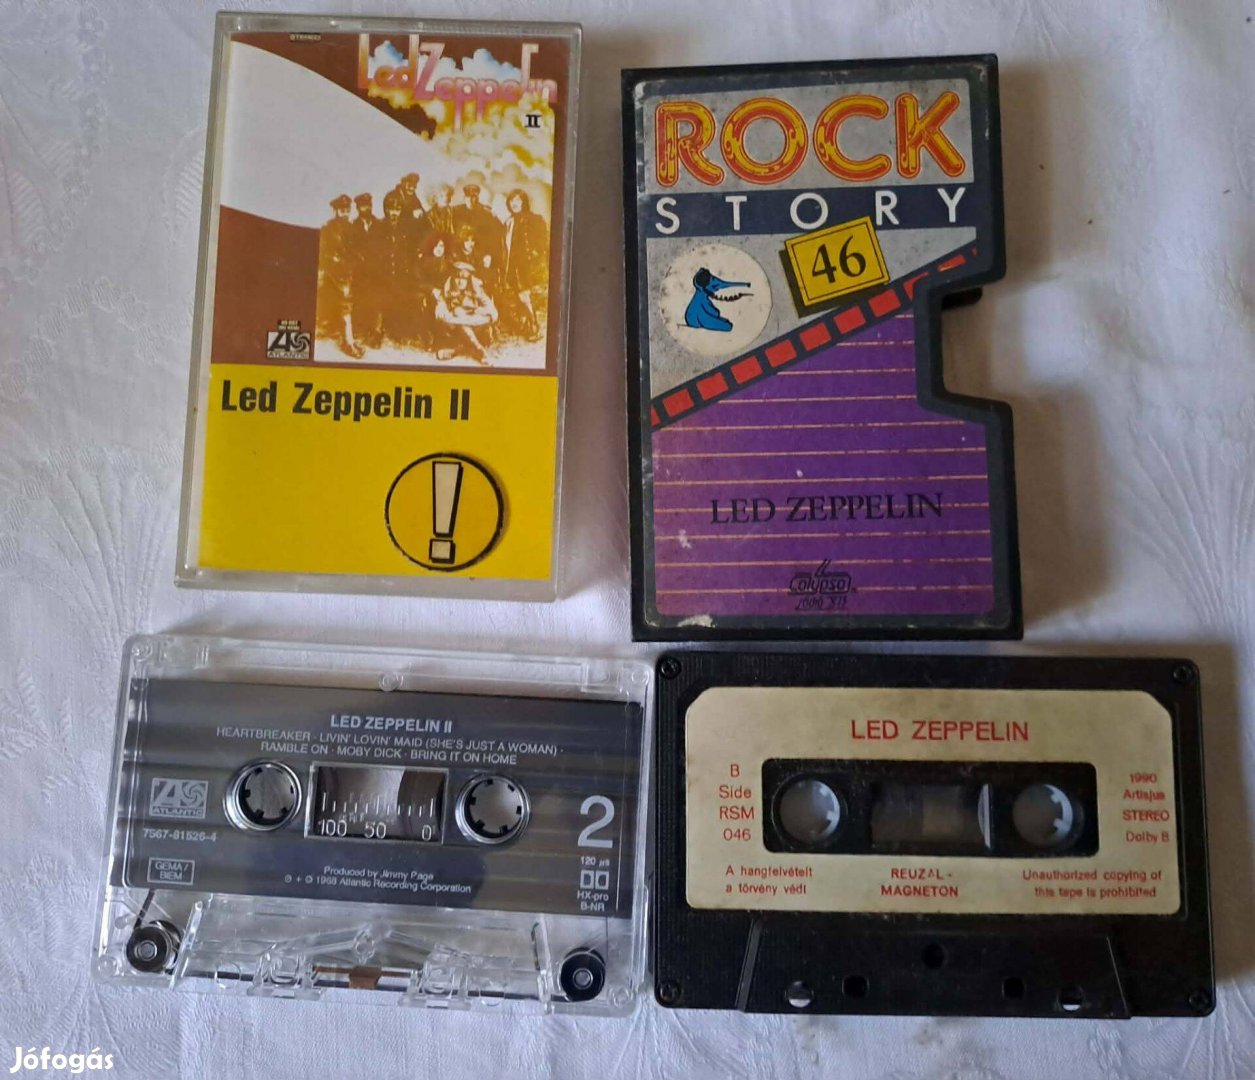 STEREO
Led Zeppelin
II
ATLANTIC
Led Zeppelin II
!
ROCK
STORY
46
LED ZEPPELIN
Calypso
LED ZEPPELIN II
HEARTBREAKER · LIVIN' LOVIN' MAID (SHE'S JUST A WOMAN) ·
RAMBLE ON · MOBY DICK · BRING IT ON HOME
ATLANTIC
7567-81526-4
100 50 0
2
GEMA/
BIEM
120 µs
HX-pro
B-NR
Produced by Jimmy Page
℗ + © 1968 Atlantic Recording Corporation
LED ZEPPELIN
B
Side
RSM
046
1990
Artisjus
STEREO
Dolby B
A hangfelvételt
a törvény védi
REUZAL-
MAGNETON
Unauthorized copying of
this tape is prohibited
Jófogás